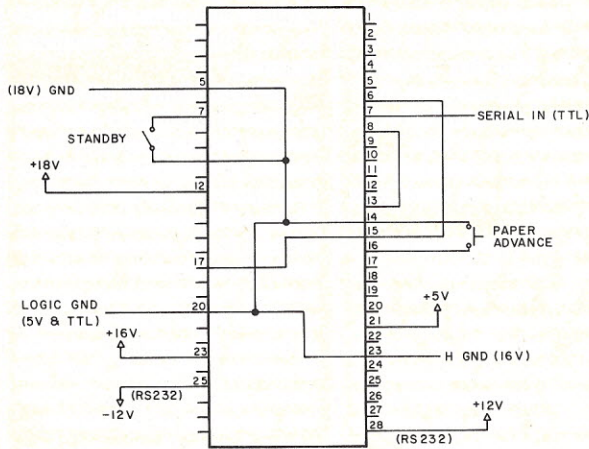 1
2
3
4
5
6
7
8
9
10
11
12
13
14
15
16
17
18
19
20
21
22
23
24
25
26
27
28
5
7
12
17
20
23
25
(18V) GND
STANDBY
+18V
LOGIC GND
(5V & TTL)
+16V
(RS232)
-12V
SERIAL IN (TTL)
PAPER
ADVANCE
+5V
H GND (16V)
+12V
(RS232)